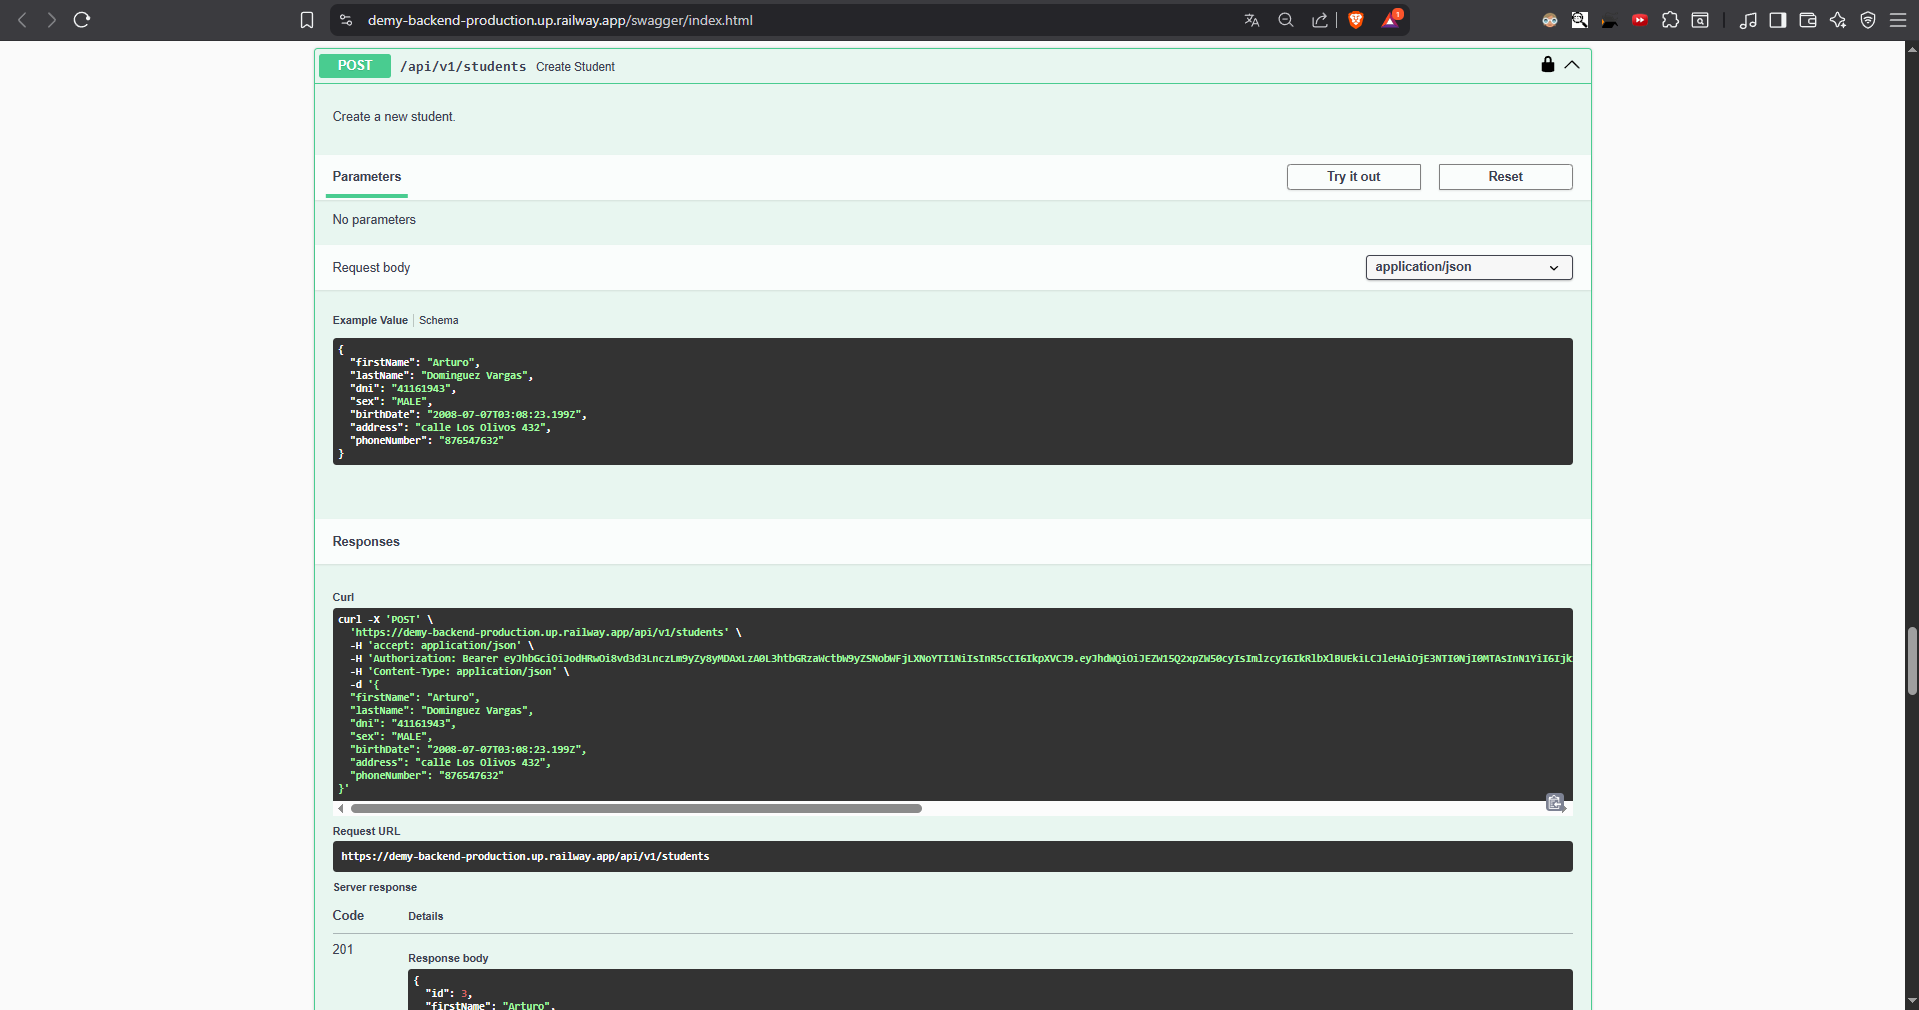 demy-backend-production.up.railway.app/swagger/index.html
1
POST /api/v1/students Create Student
Create a new student.
Parameters
Try it out
Reset
No parameters
Request body
application/json
Example Value
Schema
{
"firstName": "Arturo",
"lastName": "Dominguez Vargas",
"dni": "41161943",
"sex": "MALE",
"birthDate": "2008-07-07T03:08:23.199Z",
"address": "calle Los Olivos 432",
"phoneNumber": "876547632"
}
Responses
Curl
curl -X 'POST' \
'https://demy-backend-production.up.railway.app/api/v1/students' \
-H 'accept: application/json' \
-H 'Authorization: Bearer
-H 'Content-Type: application/json' \
-d '{
"firstName": "Arturo",
"lastName": "Dominguez Vargas",
"dni": "41161943",
"sex": "MALE",
"birthDate": "2008-07-07T03:08:23.199Z",
"address": "calle Los Olivos 432",
"phoneNumber": "876547632"
}'
Request URL
https://demy-backend-production.up.railway.app/api/v1/students
Server response
Code
Details
201
Response body
{
"id": 3,
"firstName": "Arturo",